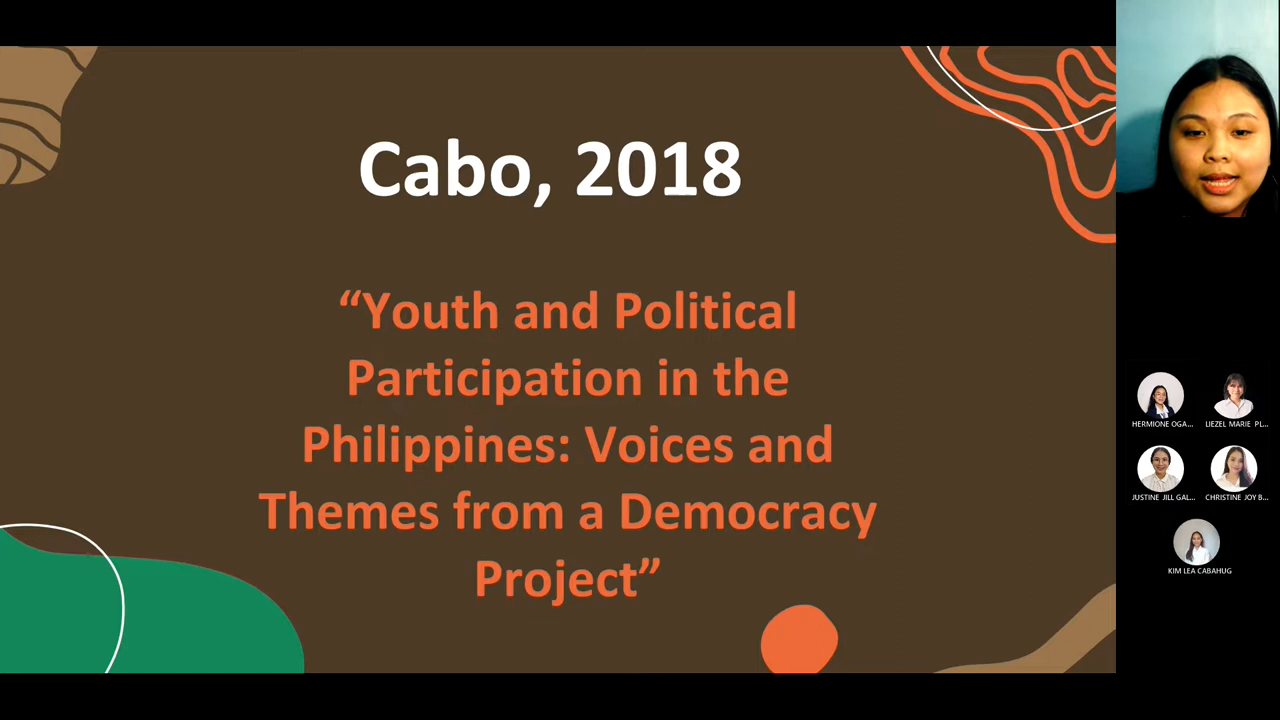 Cabo, 2018
“Youth and Political
Participation in the
Philippines: Voices and
Themes from a Democracy
Project”
HERMIONE OGA...
LIEZEL MARIE PL...
JUSTINE JILL GAL...
CHRISTINE JOY B...
KIM LEA CABAHUG